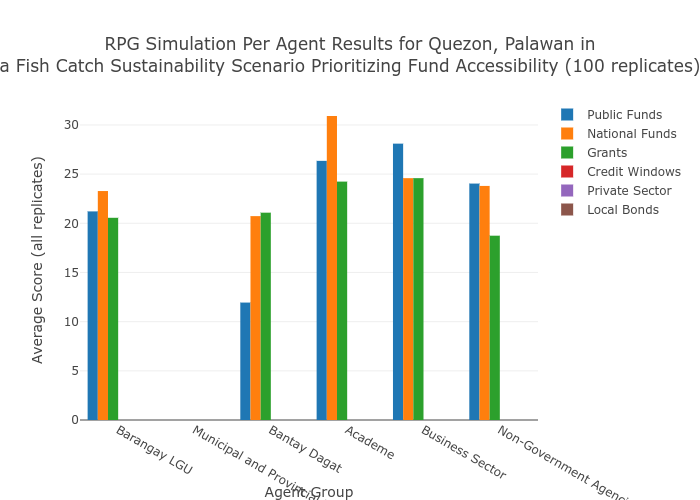 RPG Simulation Per Agent Results for Quezon, Palawan in
a Fish Catch Sustainability Scenario Prioritizing Fund Accessibility (100 replicates)
Public Funds
National Funds
Grants
Credit Windows
Private Sector
Local Bonds
Average Score (all replicates)
30
25
20
15
10
5
0
Barangay LGU
Municipal and
Bantay Dagat
Academe
Business Sector
Non-Government
Agent Group